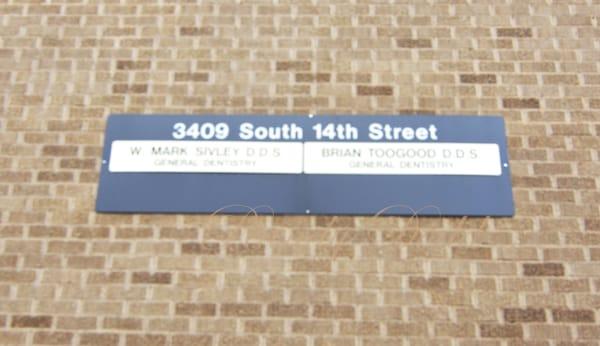 3409 South 14th Street
W. MARK SIVLEY D.D.S.
GENERAL DENTISTRY
BRIAN TOOGOOD D.D.S.
GENERAL DENTISTRY